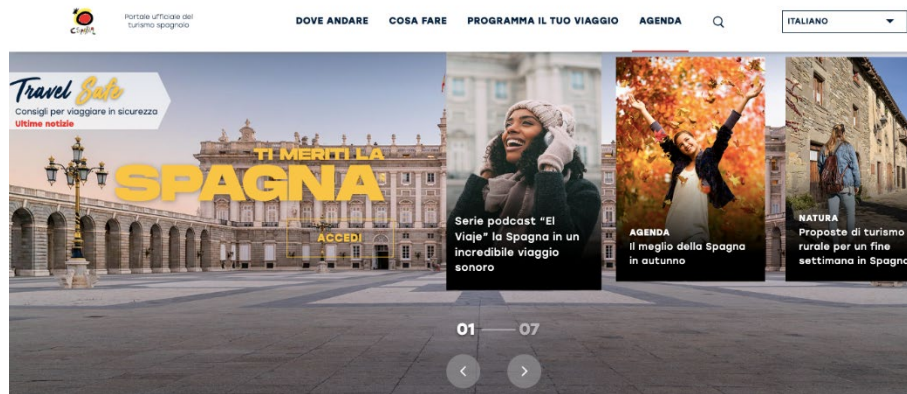 España
Portale ufficiale del
turismo spagnolo
DOVE ANDARE
COSA FARE
PROGRAMMA IL TUO VIAGGIO
AGENDA
ITALIANO
Travel Safe
Consigli per viaggiare in sicurezza
Ultime notizie
TI MERITI LA
SPAGNA
ACCEDI
Serie podcast "El
Viaje" la Spagna in un
incredibile viaggio
sonoro
AGENDA
Il meglio della Spagna
in autunno
NATURA
Proposte di turismo
rurale per un fine
settimana in Spagna
01
07